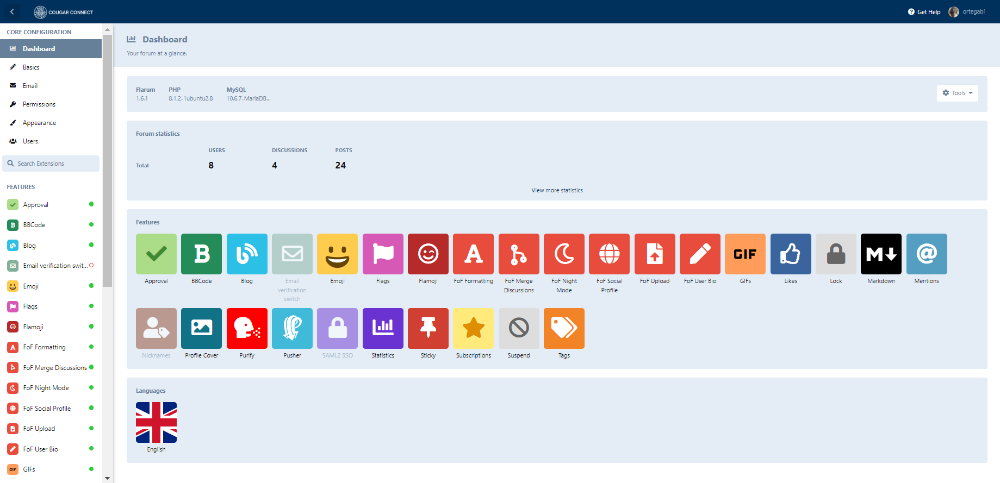 COUGAR CONNECT
Get Help
ortegabi
CORE CONFIGURATION
Dashboard
Basics
Email
Permissions
Appearance
Users
Search Extensions
FEATURES
Approval
BBCode
Blog
Email verification swit...
Emoji
Flags
Flamoji
FoF Formatting
FoF Merge Discussions
FoF Night Mode
FoF Social Profile
FoF Upload
FoF User Bio
GIF
GIFs
Dashboard
Your forum at a glance.
Flarum PHP MySQL
1.6.1 8.1.2-1ubuntu2.8 10.6.7-MariaDB...
Tools
Forum statistics
USERS DISCUSSIONS POSTS
Total 8 4 24
View more statistics
Features
B A GIF M @
Approval BBCode Blog Email verification switch Emoji Flags Flamoji FoF Formatting FoF Merge Discussions FoF Night Mode FoF Social Profile FoF Upload FoF User Bio GIFs Likes Lock Markdown Mentions
Nicknames Profile Cover Purify Pusher SAML2 SSO Statistics Sticky Subscriptions Suspend Tags
Languages
English